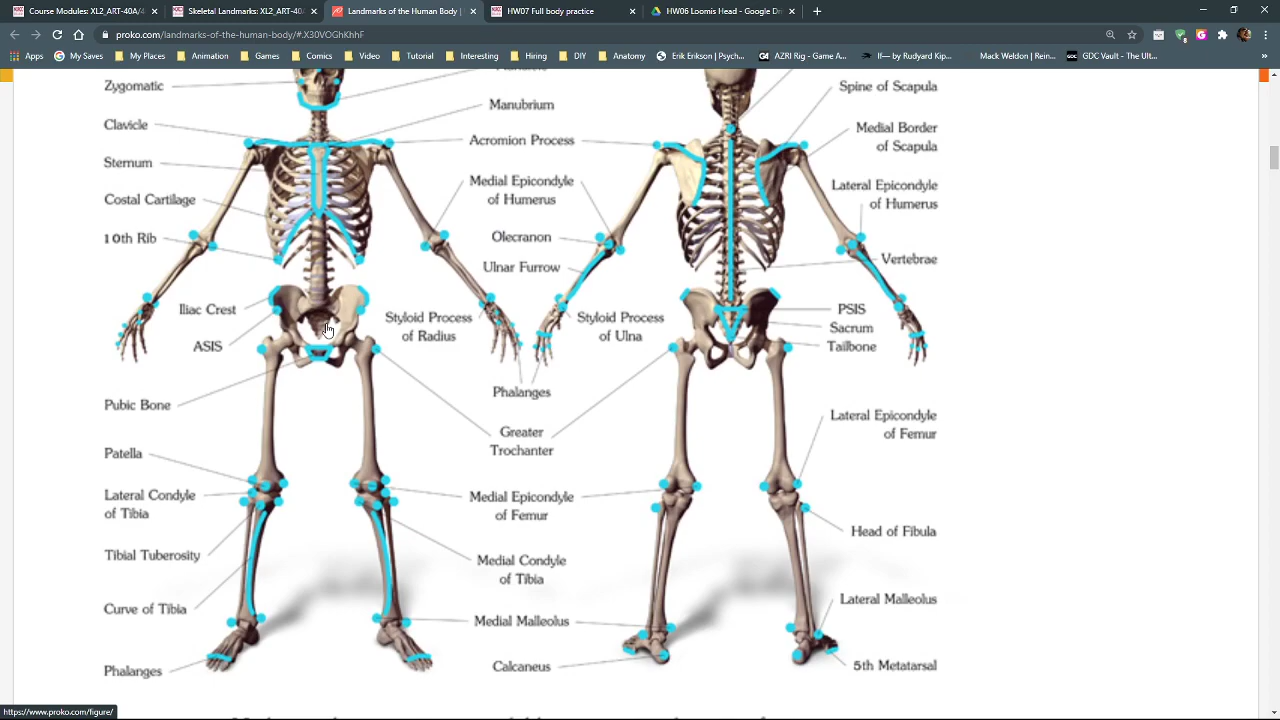 Course Materials: XL2_ART-40A/4
Skeletal Landmarks: XL2_ART-40
Landmarks of the Human Body |
HW07 Full body practice
HW06 Loomis Head - Google
proko.com/landmarks-of-the-human-body/#.X30VOGhKhhF
Apps
My Saves
My Places
Animation
Games
Comics
Video
Tutorial
Interesting
Hiring
DIY
Anatomy
Erik Erikson | Psych...
AZRI Rig - Some A...
If— by Rudyard Kip...
Mackenson | Ron...
GDC Vault - The Ulti...
Zygomatic
Spine of Scapula
Manubrium
Clavicle
Medial Border
of Scapula
Acromion Process
Sternum
Medial Epicondyle
of Humerus
Lateral Epicondyle
of Humerus
Costal Cartilage
10th Rib
Olecranon
Vertebrae
Ulnar Furrow
Iliac Crest
Styloid Process
of Radius
Styloid Process
of Ulna
PSIS
Sacrum
Tailbone
ASIS
Phalanges
Pubic Bone
Lateral Epicondyle
of Femur
Greater
Trochanter
Patella
Lateral Condyle
of Tibia
Medial Epicondyle
of Femur
Head of Fibula
Tibial Tuberosity
Medial Condyle
of Tibia
Curve of Tibia
Lateral Malleolus
Medial Malleolus
Phalanges
Calcaneus
5th Metatarsal
https://www.proko.com/figure/